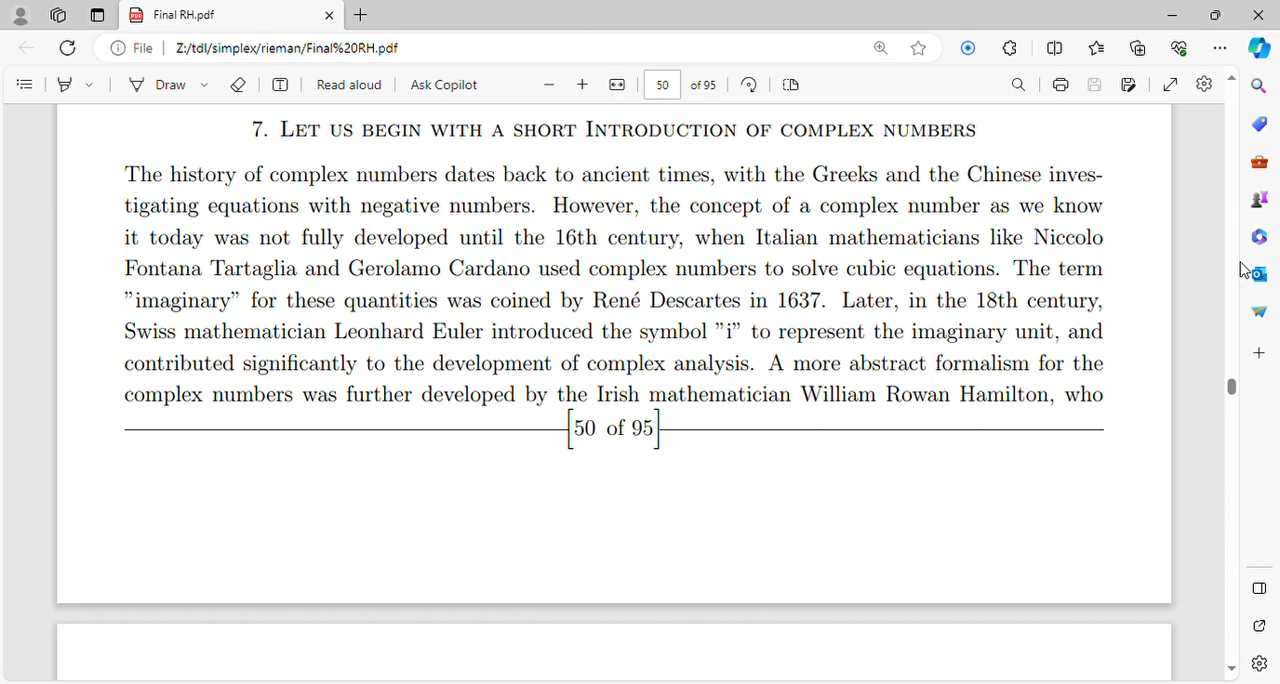 Final RH.pdf
File Z:/tdl/simplex/rieman/Final%20RH.pdf
Draw Read aloud Ask Copilot 50 of 95
7. LET US BEGIN WITH A SHORT INTRODUCTION OF COMPLEX NUMBERS
The history of complex numbers dates back to ancient times, with the Greeks and the Chinese inves-
tigating equations with negative numbers. However, the concept of a complex number as we know
it today was not fully developed until the 16th century, when Italian mathematicians like Niccolo
Fontana Tartaglia and Gerolamo Cardano used complex numbers to solve cubic equations. The term
”imaginary” for these quantities was coined by René Descartes in 1637. Later, in the 18th century,
Swiss mathematician Leonhard Euler introduced the symbol ”i” to represent the imaginary unit, and
contributed significantly to the development of complex analysis. A more abstract formalism for the
complex numbers was further developed by the Irish mathematician William Rowan Hamilton, who
[50 of 95]